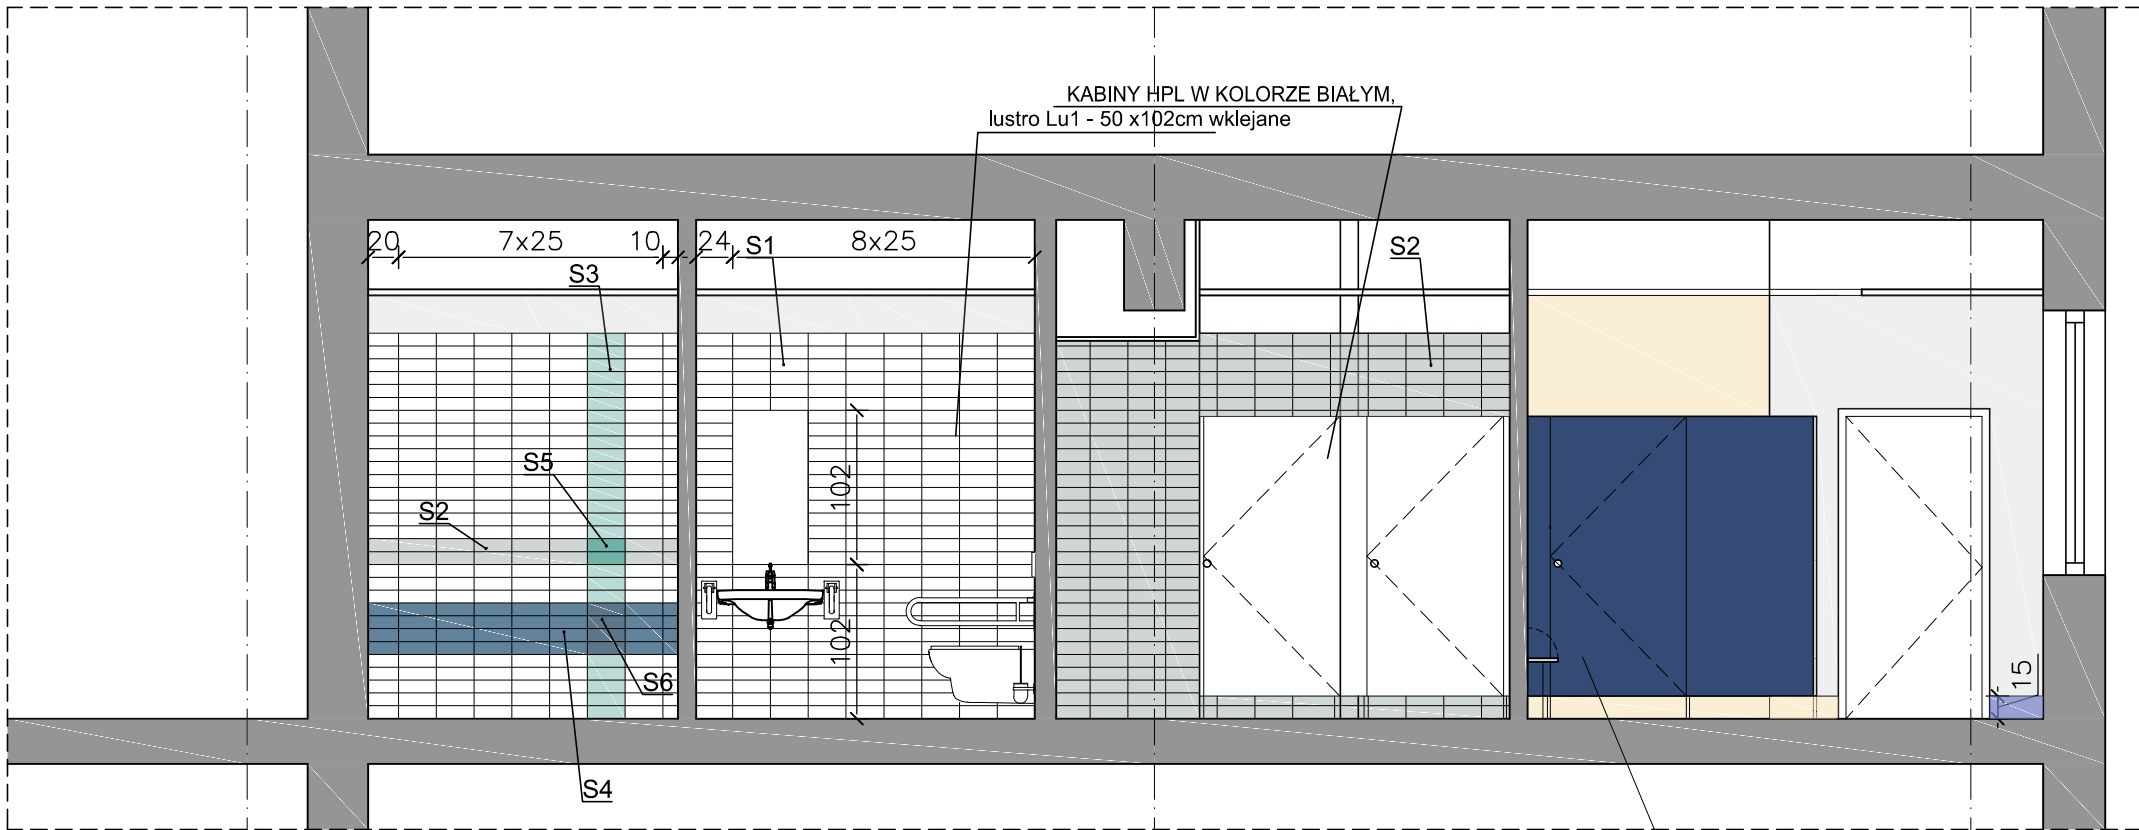 KABINY HPL W KOLORZE BIAŁYM,
lustro Lu1 - 50 x102cm wklejane
20 7x25 10 24 S1 8x25 S2
S3
S5
102
S2
102
S6
15
S4